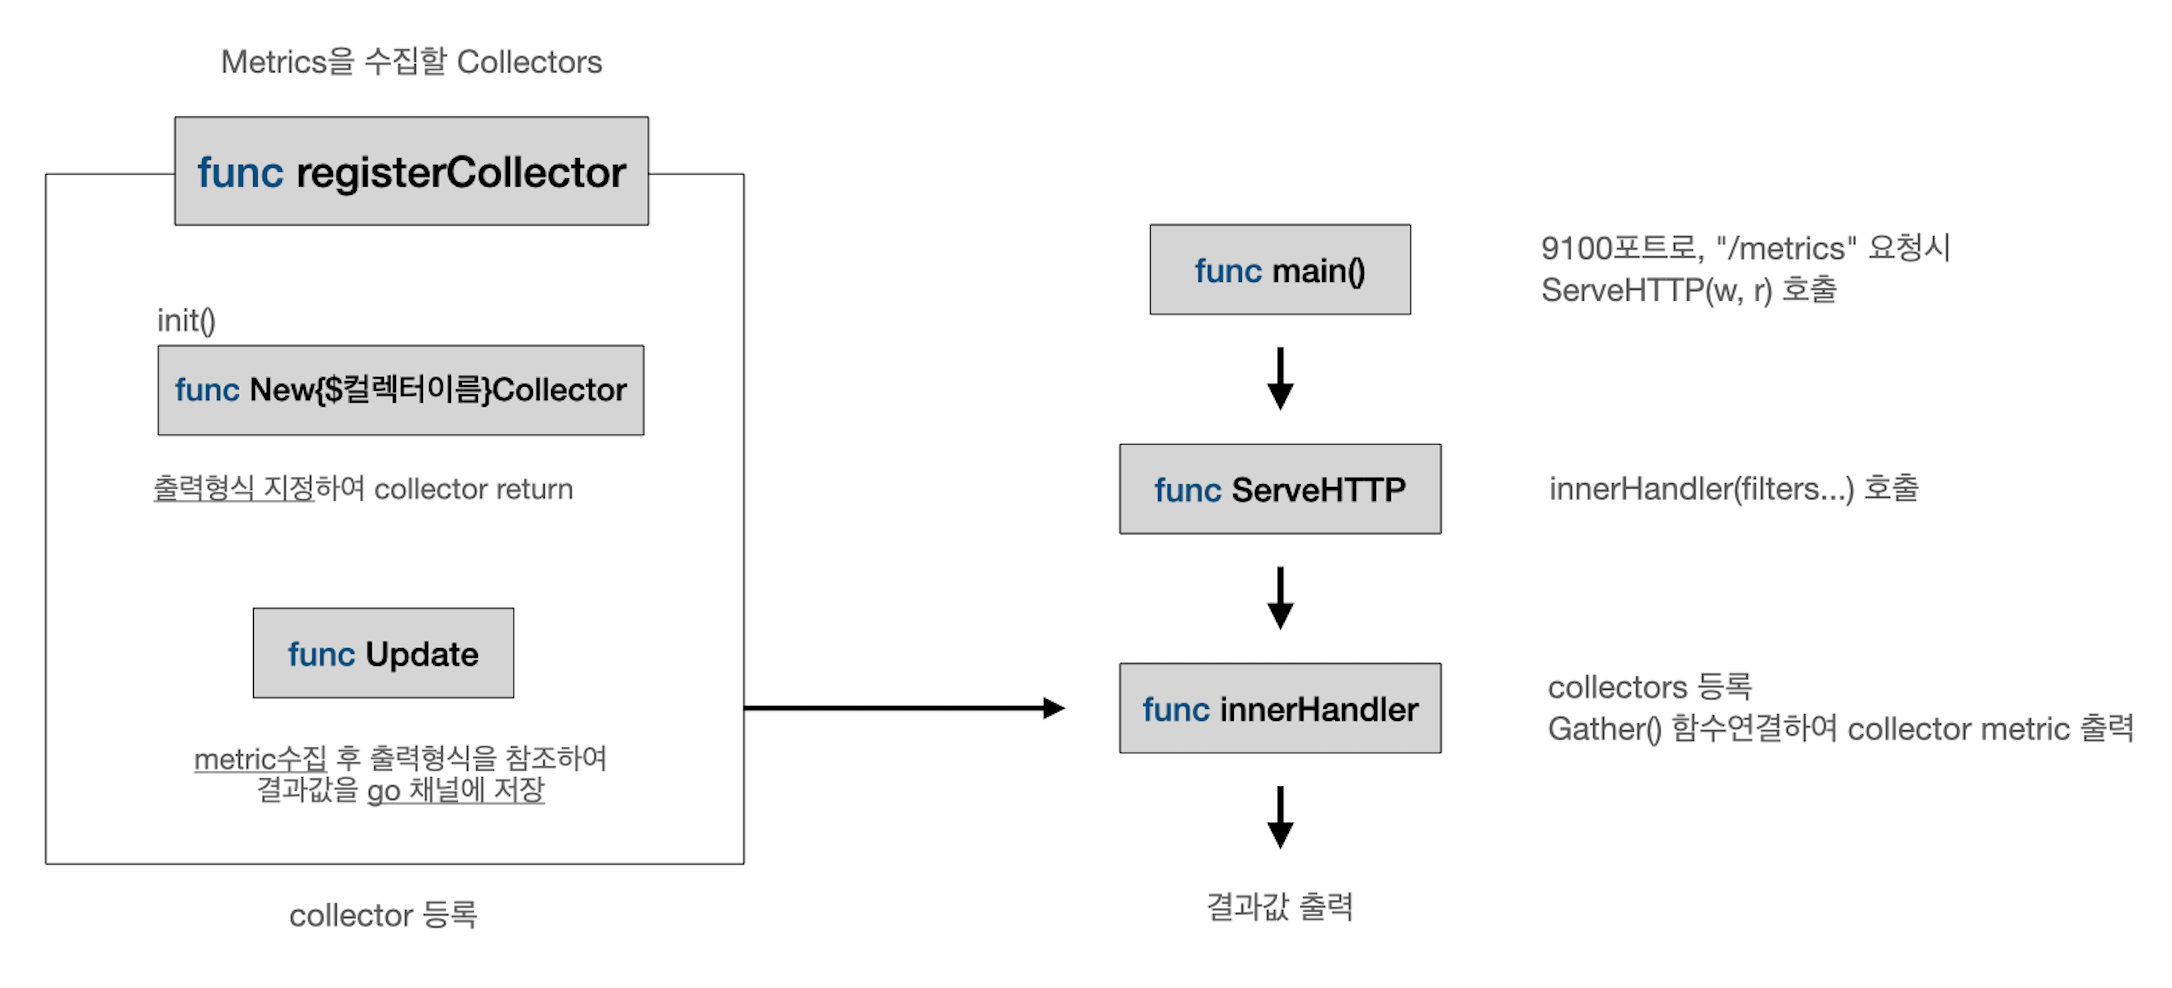 Metrics을 수집할 Collectors
func registerCollector
init()
func New{$컬렉터이름}Collector
출력형식 지정하여 collector return
func Update
metric수집 후 출력형식을 참조하여
결과값을 go 채널에 저장
collector 등록
func main()
9100포트로, "/metrics" 요청시
ServeHTTP(w, r) 호출
func ServeHTTP
innerHandler(filters...) 호출
func innerHandler
collectors 등록
Gather() 함수연결하여 collector metric 출력
결과값 출력